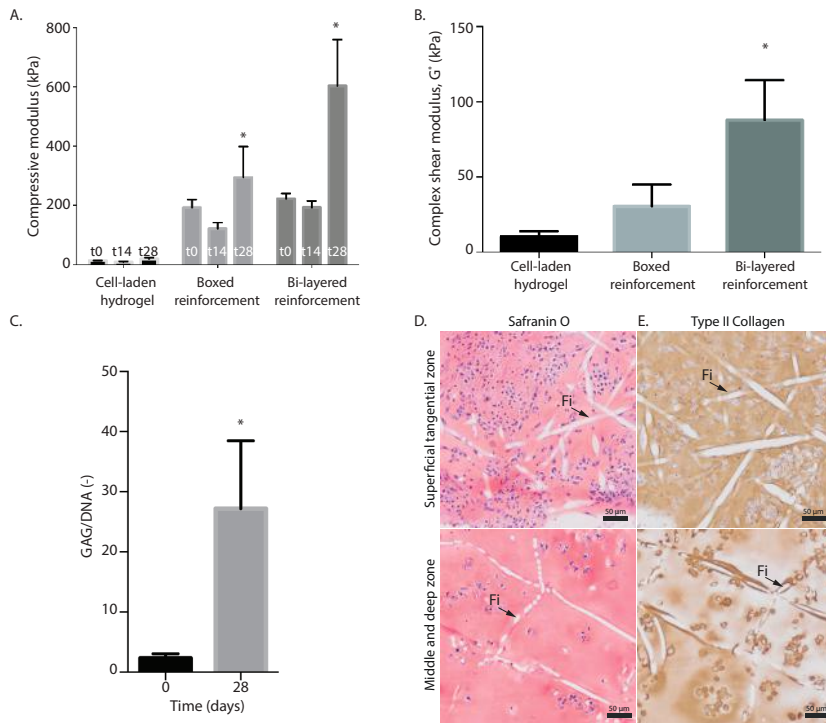 A.
Compressive modulus (kPa)
800
600
400
200
0
*
*
t0 t14 t28
t0 t14 t28
t0 t14 t28
Cell-laden
hydrogel
Boxed
reinforcement
Bi-layered
reinforcement
B.
Complex shear modulus, G* (kPa)
150
100
50
0
*
Cell-laden
hydrogel
Boxed
reinforcement
Bi-layered
reinforcement
C.
GAG/DNA (-)
50
40
30
20
10
0
*
0
28
Time (days)
D.
Safranin O
E.
Type II Collagen
Superficial tangential zone
Fi
50 µm
Fi
50 µm
Middle and deep zone
Fi
50 µm
Fi
50 µm